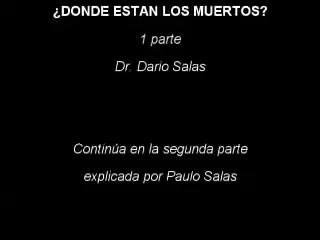 ¿DONDE ESTAN LOS MUERTOS?
1 parte
Dr. Dario Salas
Continúa en la segunda parte
explicada por Paulo Salas